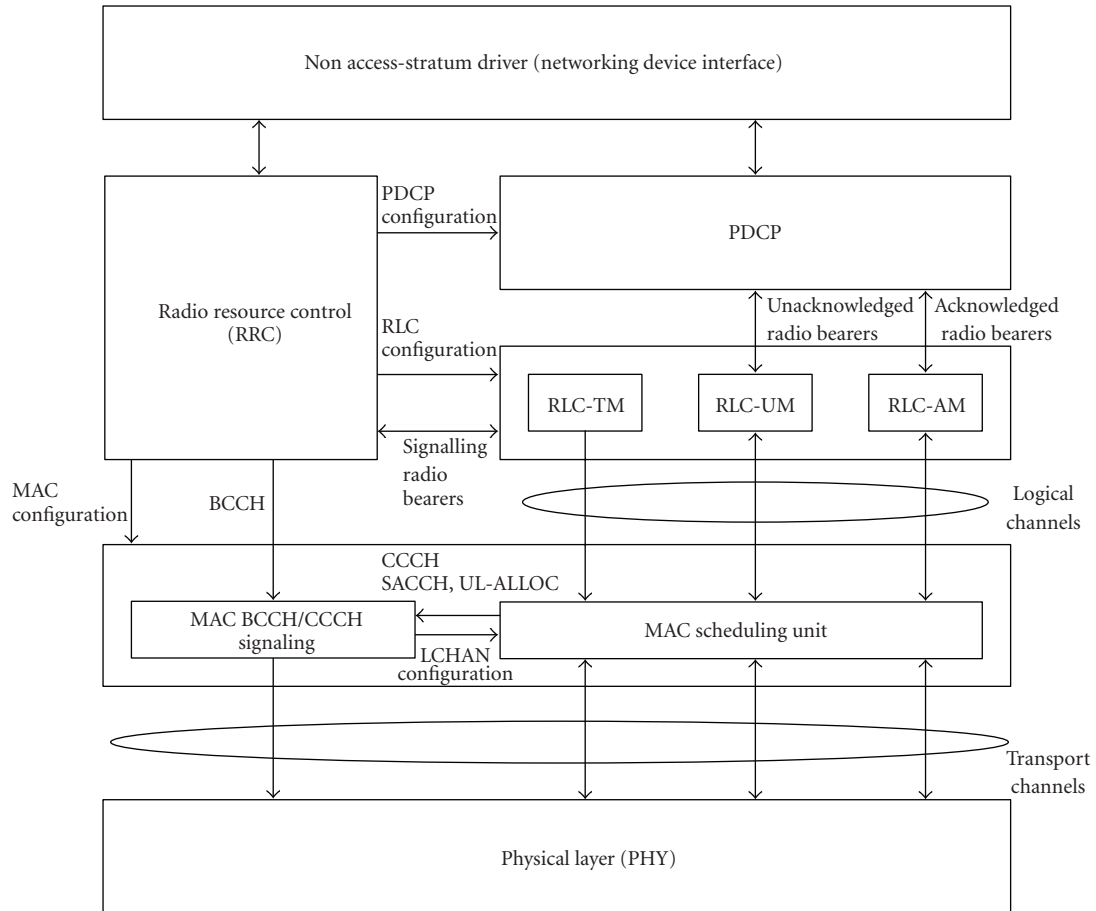 Non access-stratum driver (networking device interface)
PDCP
configuration
PDCP
Radio resource control
(RRC)
Unacknowledged
radio bearers
Acknowledged
radio bearers
RLC
configuration
RLC-TM
RLC-UM
RLC-AM
Signalling
radio
bearers
MAC
configuration
BCCH
Logical
channels
CCCH
SACCH, UL-ALLOC
MAC BCCH/CCCH
signaling
MAC scheduling unit
LCHAN
configuration
Transport
channels
Physical layer (PHY)